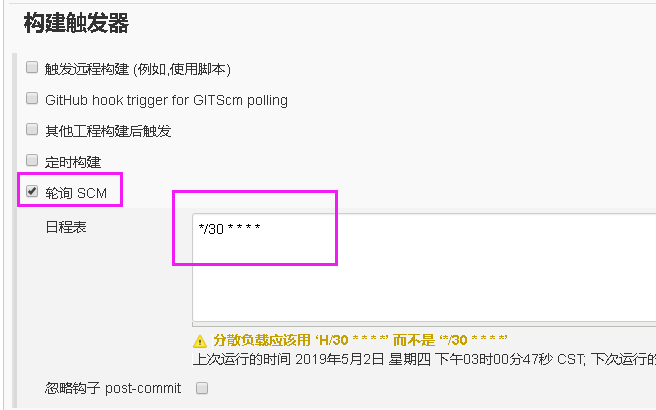 构建触发器
触发远程构建 (例如,使用脚本)
GitHub hook trigger for GITScm polling
其他工程构建后触发
定时构建
轮询 SCM
日程表
*/30 * * * *
分散负载应该用 ‘H/30 * * * *’ 而不是 ‘*/30 * * * *’
上次运行的时间 2019年5月2日 星期四 下午03时00分47秒 CST; 下次运行的
忽略钩子 post-commit